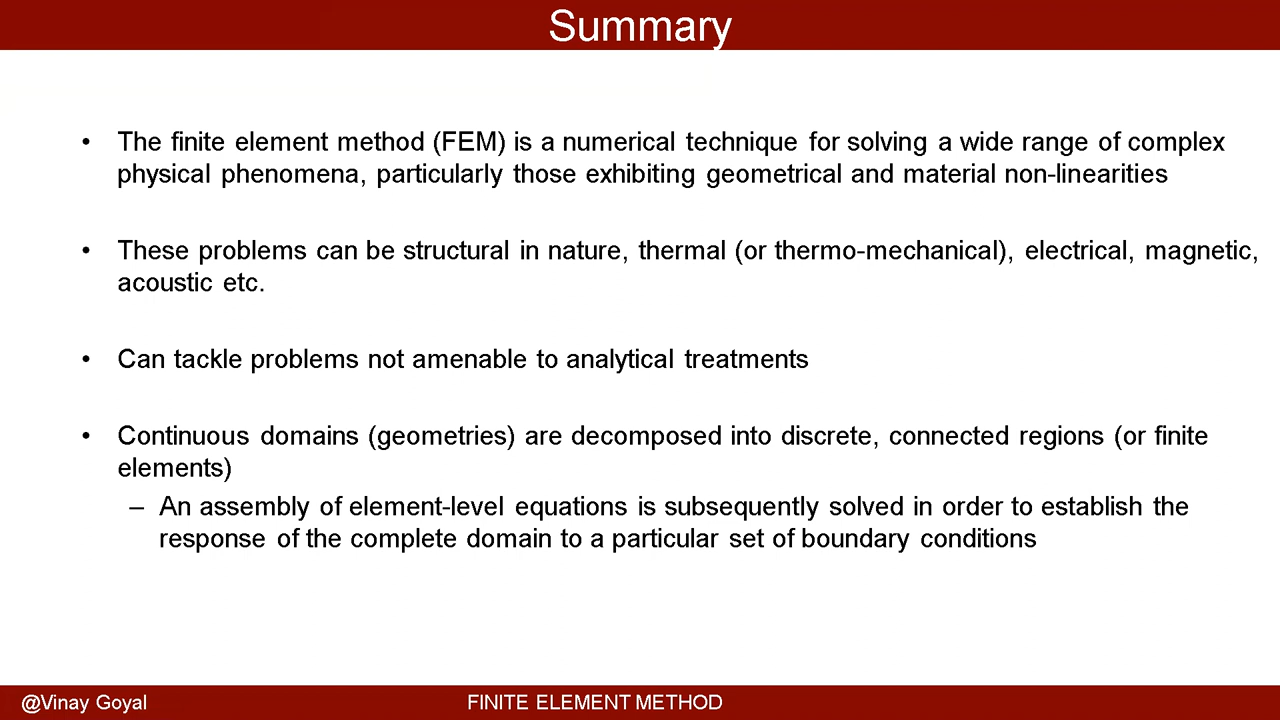 Summary
• The finite element method (FEM) is a numerical technique for solving a wide range of complex
physical phenomena, particularly those exhibiting geometrical and material non-linearities
• These problems can be structural in nature, thermal (or thermo-mechanical), electrical, magnetic,
acoustic etc.
• Can tackle problems not amenable to analytical treatments
• Continuous domains (geometries) are decomposed into discrete, connected regions (or finite
elements)
– An assembly of element-level equations is subsequently solved in order to establish the
response of the complete domain to a particular set of boundary conditions
@Vinay Goyal
FINITE ELEMENT METHOD